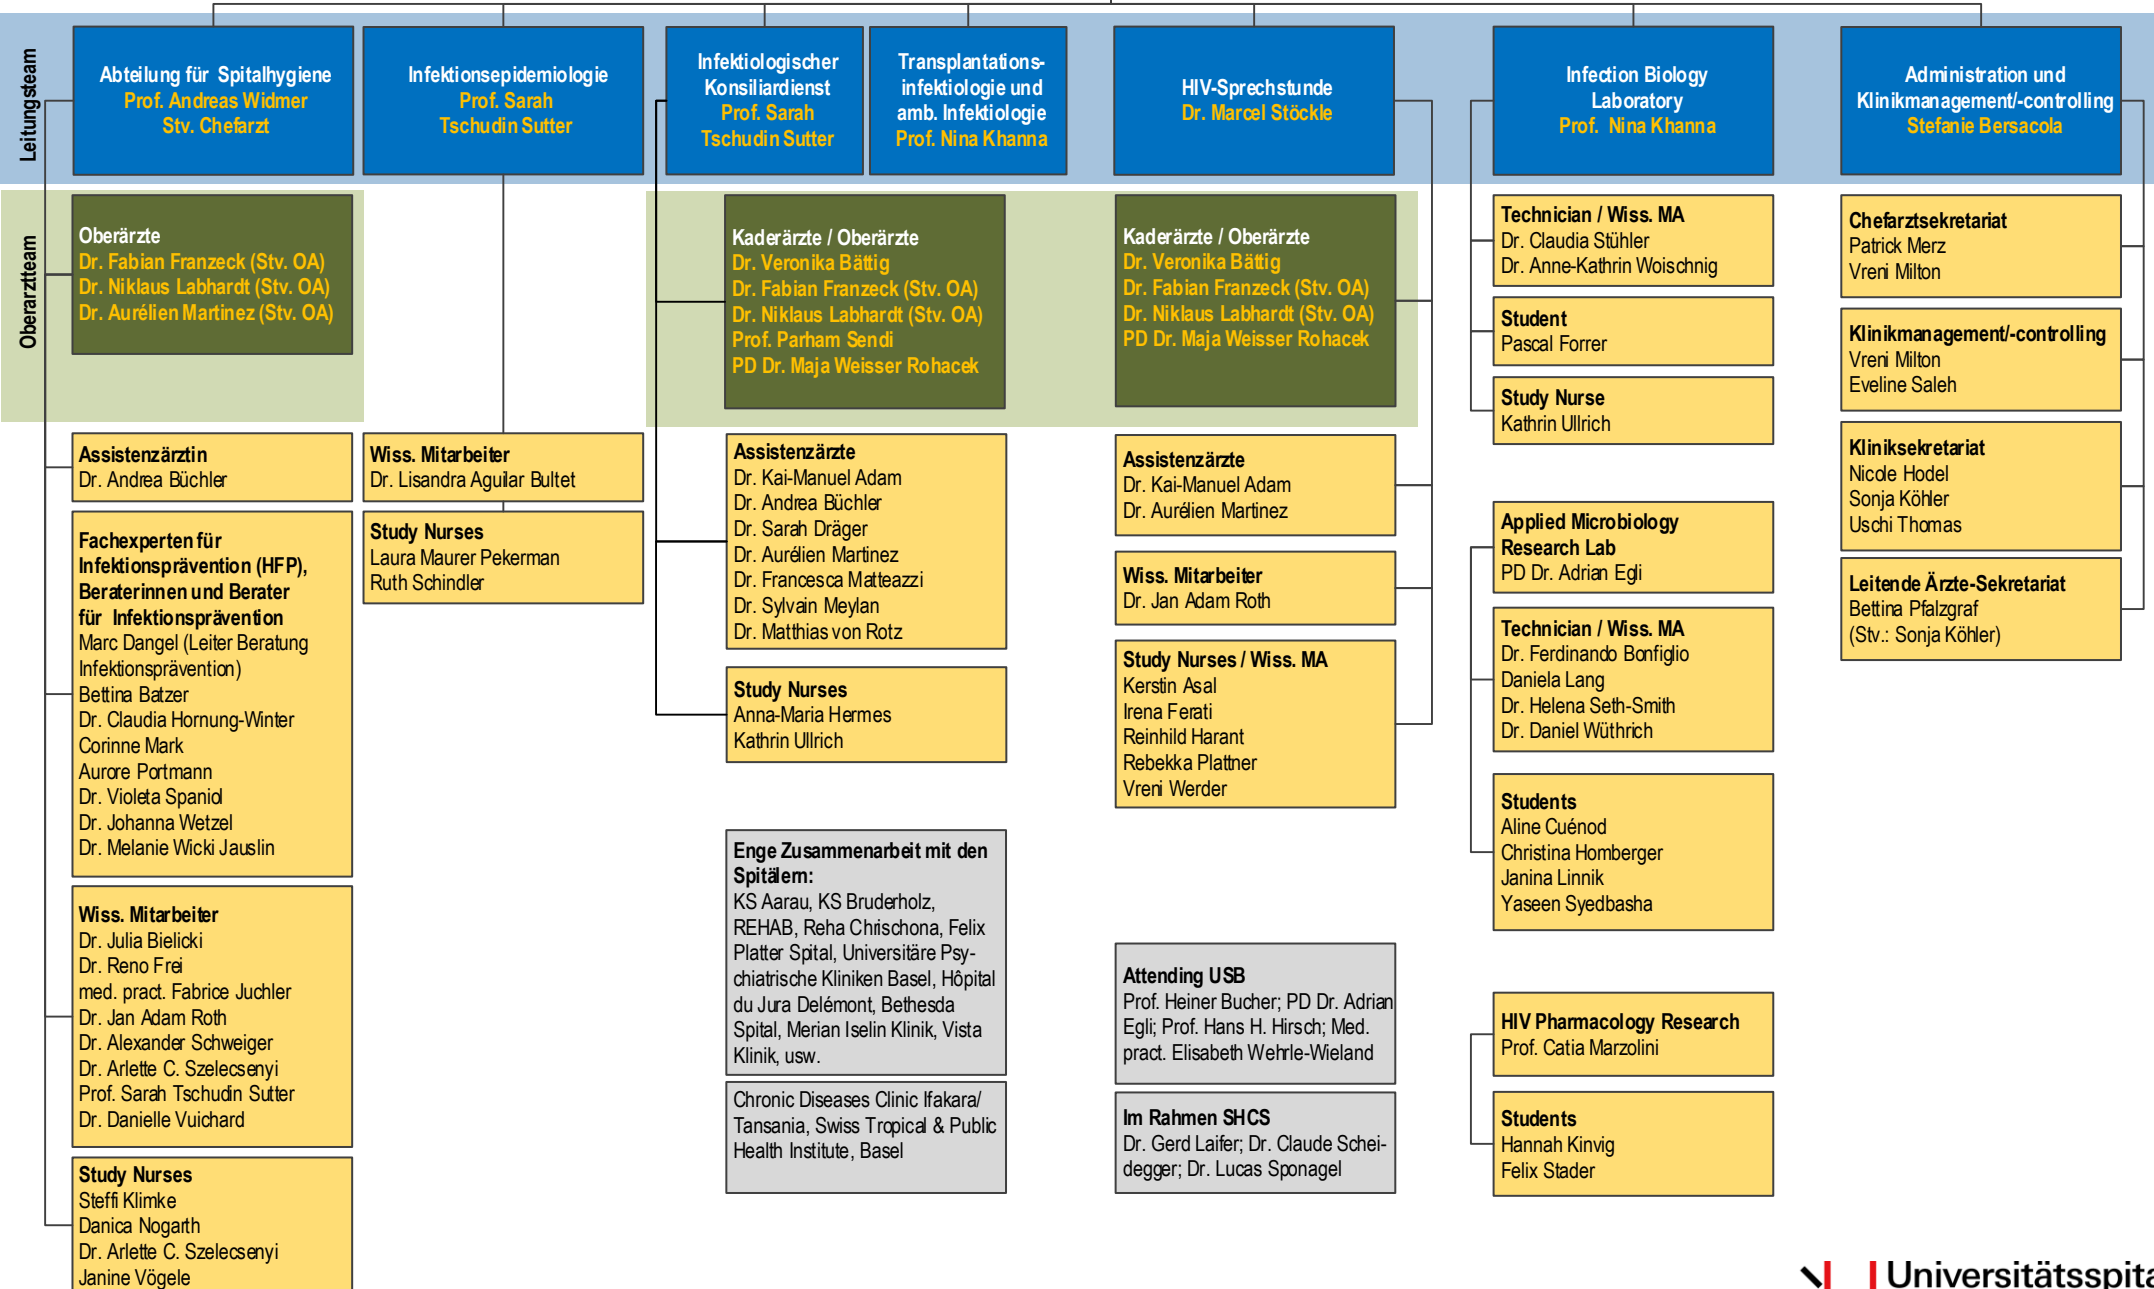 Leitungsteam
Abteilung für Spitalhygiene
Prof. Andreas Widmer
Stv. Chefarzt
Infektionsepidemiologie
Prof. Sarah
Tschudin Sutter
Infektiologischer
Konsiliardienst
Prof. Sarah
Tschudin Sutter
Transplantations-
infektiologie und
amb. Infektiologie
Prof. Nina Khanna
HIV-Sprechstunde
Dr. Marcel Stöckle
Infection Biology
Laboratory
Prof. Nina Khanna
Administration und
Klinikmanagement/-controlling
Stefanie Bersacola
Oberarztteam
Oberärzte
Dr. Fabian Franzeck (Stv. OA)
Dr. Niklaus Labhardt (Stv. OA)
Dr. Aurélien Martinez (Stv. OA)
Kaderärzte / Oberärzte
Dr. Veronika Bättig
Dr. Fabian Franzeck (Stv. OA)
Dr. Niklaus Labhardt (Stv. OA)
Prof. Parham Sendi
PD Dr. Maja Weisser Rohacek
Kaderärzte / Oberärzte
Dr. Veronika Bättig
Dr. Fabian Franzeck (Stv. OA)
Dr. Niklaus Labhardt (Stv. OA)
PD Dr. Maja Weisser Rohacek
Assistenzärztin
Dr. Andrea Büchler
Fachexperten für
Infektionsprävention (HFP),
Beraterinnen und Berater
für Infektionsprävention
Marc Dangel (Leiter Beratung
Infektionsprävention)
Bettina Batzer
Dr. Claudia Hornung-Winter
Corinne Mark
Aurore Portmann
Dr. Violeta Spaniol
Dr. Johanna Wetzel
Dr. Melanie Wicki Jauslin
Wiss. Mitarbeiter
Dr. Julia Bielicki
Dr. Reno Frei
med. pract. Fabrice Juchler
Dr. Jan Adam Roth
Dr. Alexander Schweiger
Dr. Arlette C. Szelecsenyi
Prof. Sarah Tschudin Sutter
Dr. Danielle Vuichard
Study Nurses
Steffi Klimke
Danica Nogarth
Dr. Arlette C. Szelecsenyi
Janine Vögele
Wiss. Mitarbeiter
Dr. Lisandra Aguilar Bultet
Study Nurses
Laura Maurer Pekerman
Ruth Schindler
Assistenzärzte
Dr. Kai-Manuel Adam
Dr. Andrea Büchler
Dr. Sarah Dräger
Dr. Aurélien Martinez
Dr. Francesca Matteazzi
Dr. Sylvain Meylan
Dr. Matthias von Rotz
Study Nurses
Anna-Maria Hermes
Kathrin Ullrich
Enge Zusammenarbeit mit den
Spitälern:
KS Aarau, KS Bruderholz,
REHAB, Reha Chrischona, Felix
Platter Spital, Universitäre Psy-
chiatrische Kliniken Basel, Hôpital
du Jura Delémont, Bethesda
Spital, Merian Iselin Klinik, Vista
Klinik, usw.
Chronic Diseases Clinic Ifakara/
Tansania, Swiss Tropical & Public
Health Institute, Basel
Assistenzärzte
Dr. Kai-Manuel Adam
Dr. Aurélien Martinez
Wiss. Mitarbeiter
Dr. Jan Adam Roth
Study Nurses / Wiss. MA
Kerstin Asal
Irena Ferati
Reinhild Harant
Rebekka Plattner
Vreni Werder
Attending USB
Prof. Heiner Bucher; PD Dr. Adrian
Egli; Prof. Hans H. Hirsch; Med.
pract. Elisabeth Wehrle-Wieland
Im Rahmen SHCS
Dr. Gerd Laifer; Dr. Claude Schei-
degger; Dr. Lucas Sponagel
Technician / Wiss. MA
Dr. Claudia Stühler
Dr. Anne-Kathrin Woischnig
Student
Pascal Forrer
Study Nurse
Kathrin Ullrich
Applied Microbiology
Research Lab
PD Dr. Adrian Egli
Technician / Wiss. MA
Dr. Ferdinando Bonfiglio
Daniela Lang
Dr. Helena Seth-Smith
Dr. Daniel Wüthrich
Students
Aline Cuénod
Christina Homberger
Janina Linnik
Yaseen Syedbasha
HIV Pharmacology Research
Prof. Catia Marzolini
Students
Hannah Kinvig
Felix Stader
Chefarztsekretariat
Patrick Merz
Vreni Milton
Klinikmanagement/-controlling
Vreni Milton
Eveline Saleh
Kliniksekretariat
Nicole Hodel
Sonja Köhler
Uschi Thomas
Leitende Ärzte-Sekretariat
Bettina Pfalzgraf
(Stv.: Sonja Köhler)
Universitätsspita